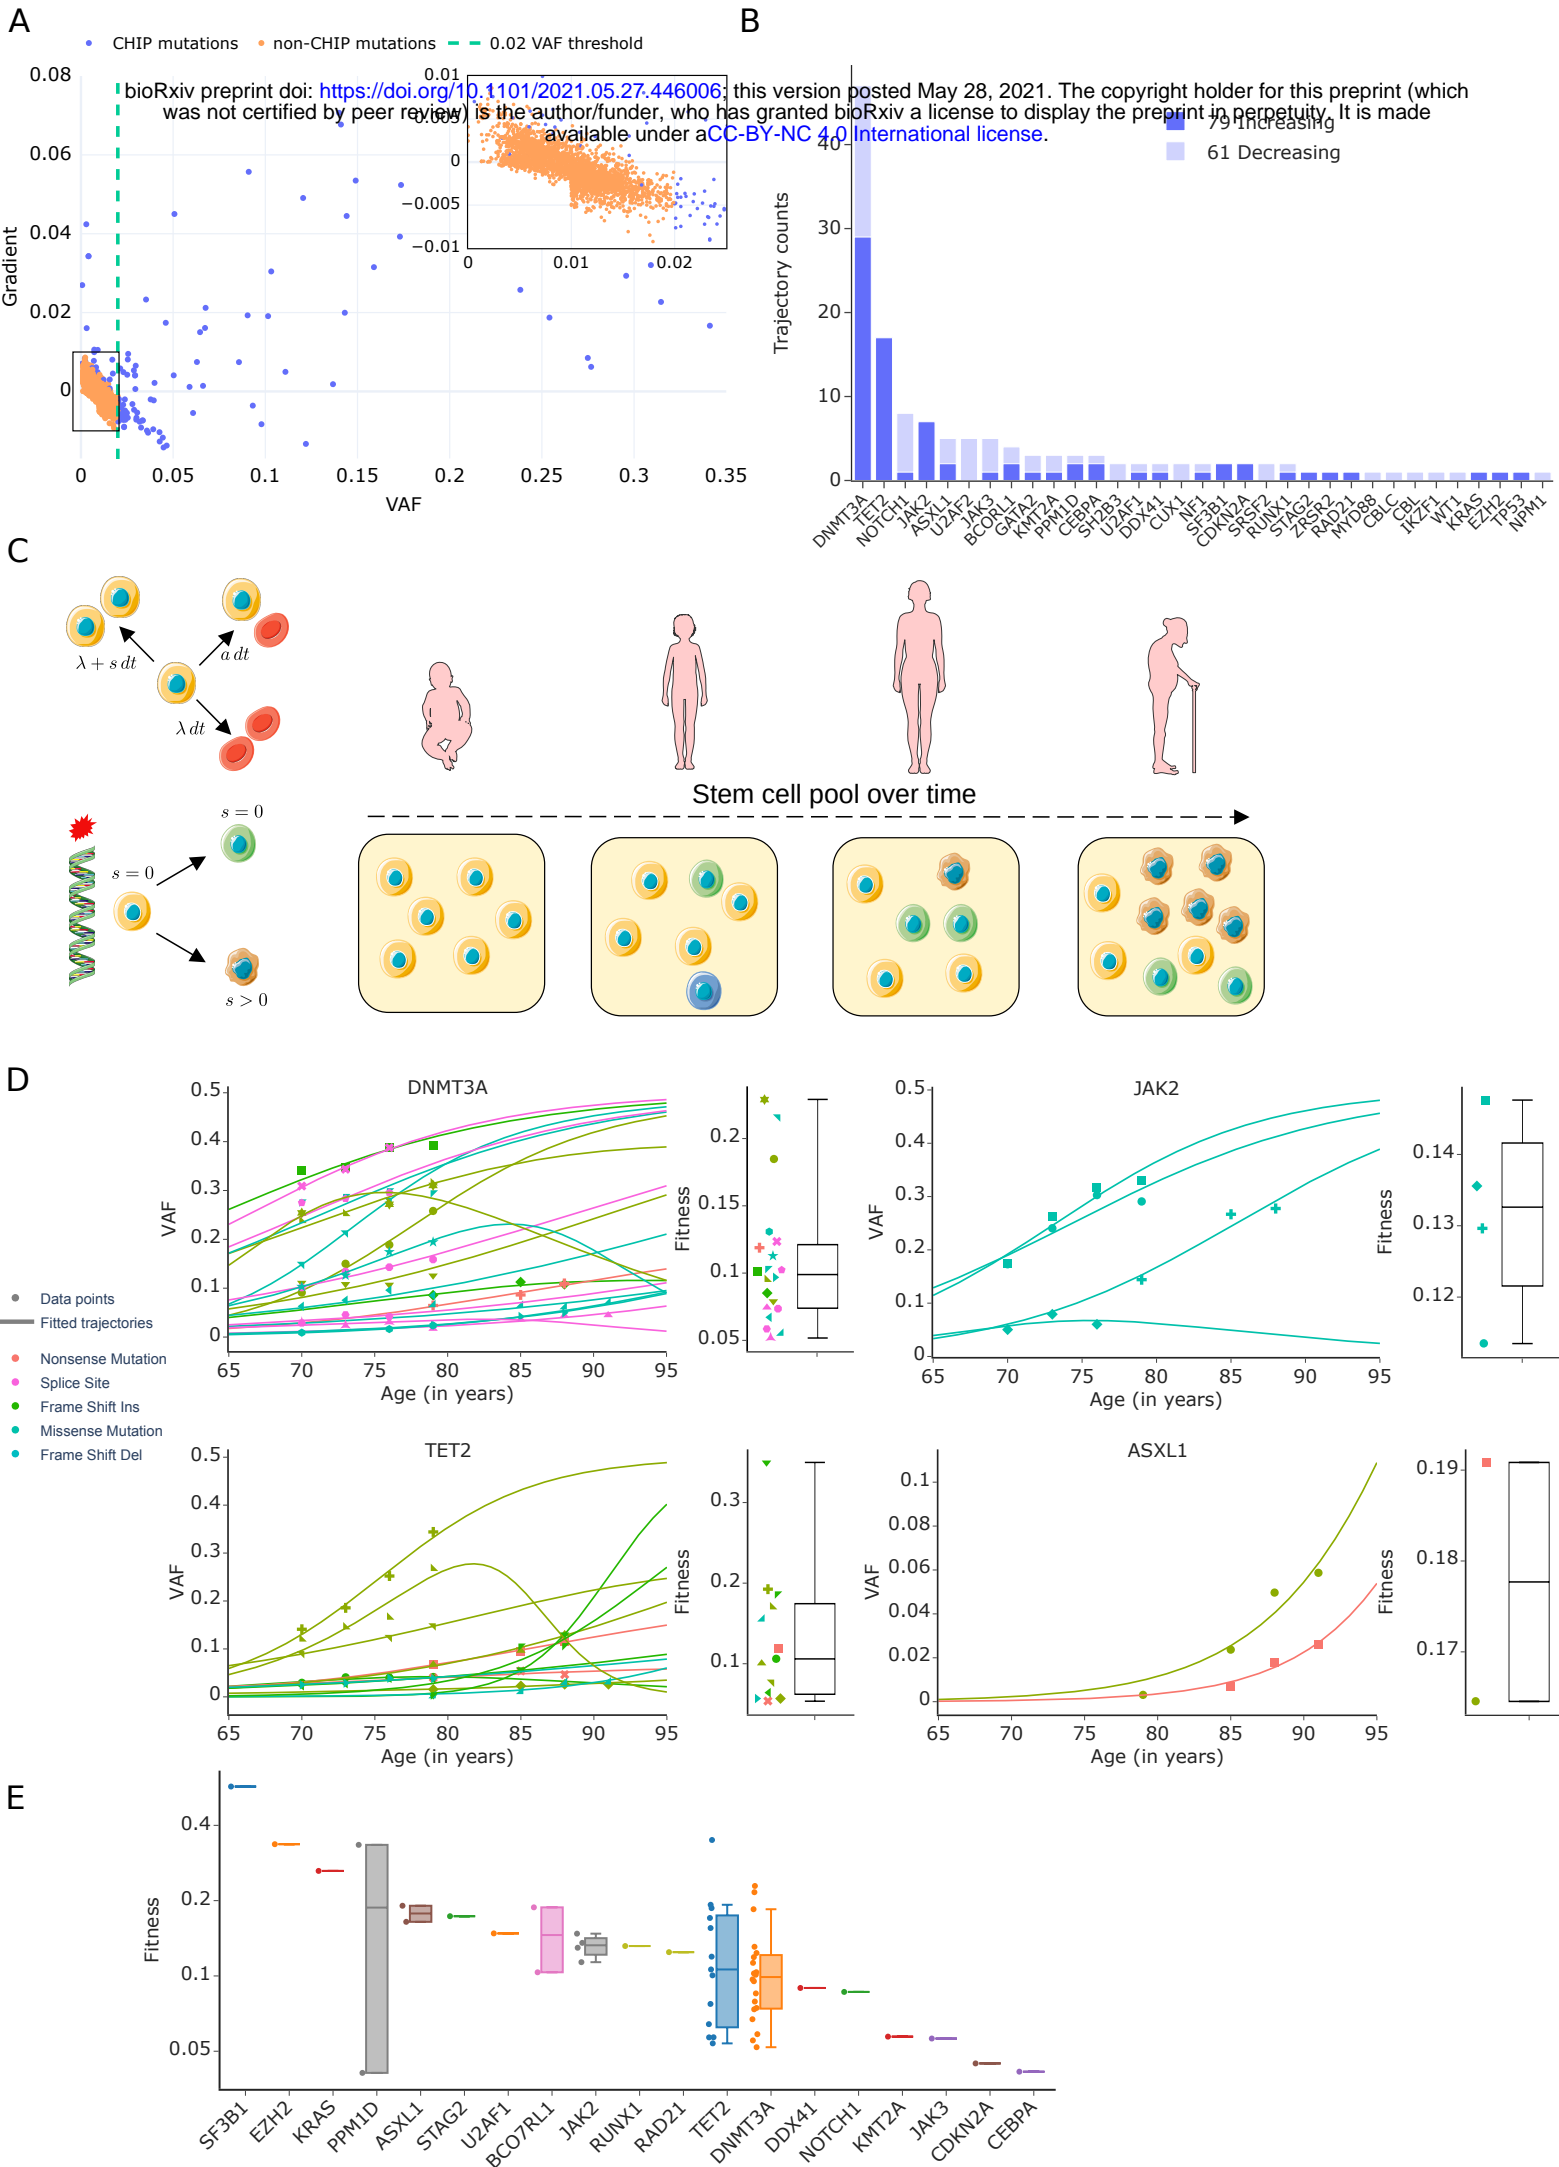 A
B
CHIP mutations
non-CHIP mutations
0.02 VAF threshold
bioRxiv preprint doi: https://doi.org/10.1101/2021.05.27.446006; this version posted May 28, 2021. The copyright holder for this preprint (which
was not certified by peer review) is the author/funder, who has granted bioRxiv a license to display the preprint in perpetuity. It is made
available under aCC-BY-NC 4.0 International license.
0.08
0.06
0.04
0.02
0
Gradient
0
0.05
0.1
0.15
0.2
0.25
0.3
0.35
VAF
0.01
0.005
0
−0.005
−0.01
0
0.01
0.02
79 Increasing
61 Decreasing
40
30
20
10
0
Trajectory counts
DNMT3A
TET2
NOTCH1
JAK2
ASXL1
U2AF2
JAK3
BCORL1
GATA2
KMT2A
PPM1D
CEBPA
SH2B3
U2AF1
DDX41
CUX1
NF1
SF3B1
CDKN2A
SRSF2
RUNX1
STAG2
ZRSR2
RAD21
MYD88
CBLC
CBL
IKZF1
WT1
KRAS
EZH2
TP53
NPM1
C
λ + s dt
a dt
λ dt
s = 0
s = 0
s > 0
Stem cell pool over time
D
Data points
Fitted trajectories
Nonsense Mutation
Splice Site
Frame Shift Ins
Missense Mutation
Frame Shift Del
DNMT3A
0.5
0.4
0.3
0.2
0.1
0
VAF
65
70
75
80
85
90
95
Age (in years)
Fitness
0.2
0.15
0.1
0.05
JAK2
0.5
0.4
0.3
0.2
0.1
0
VAF
65
70
75
80
85
90
95
Age (in years)
Fitness
0.14
0.13
0.12
TET2
0.5
0.4
0.3
0.2
0.1
0
VAF
65
70
75
80
85
90
95
Age (in years)
Fitness
0.3
0.2
0.1
ASXL1
0.1
0.08
0.06
0.04
0.02
0
VAF
65
70
75
80
85
90
95
Age (in years)
Fitness
0.19
0.18
0.17
E
0.4
0.2
0.1
0.05
Fitness
SF3B1
EZH2
KRAS
PPM1D
ASXL1
STAG2
U2AF1
BCO7RL1
JAK2
RUNX1
RAD21
TET2
DNMT3A
DDX41
NOTCH1
KMT2A
JAK3
CDKN2A
CEBPA